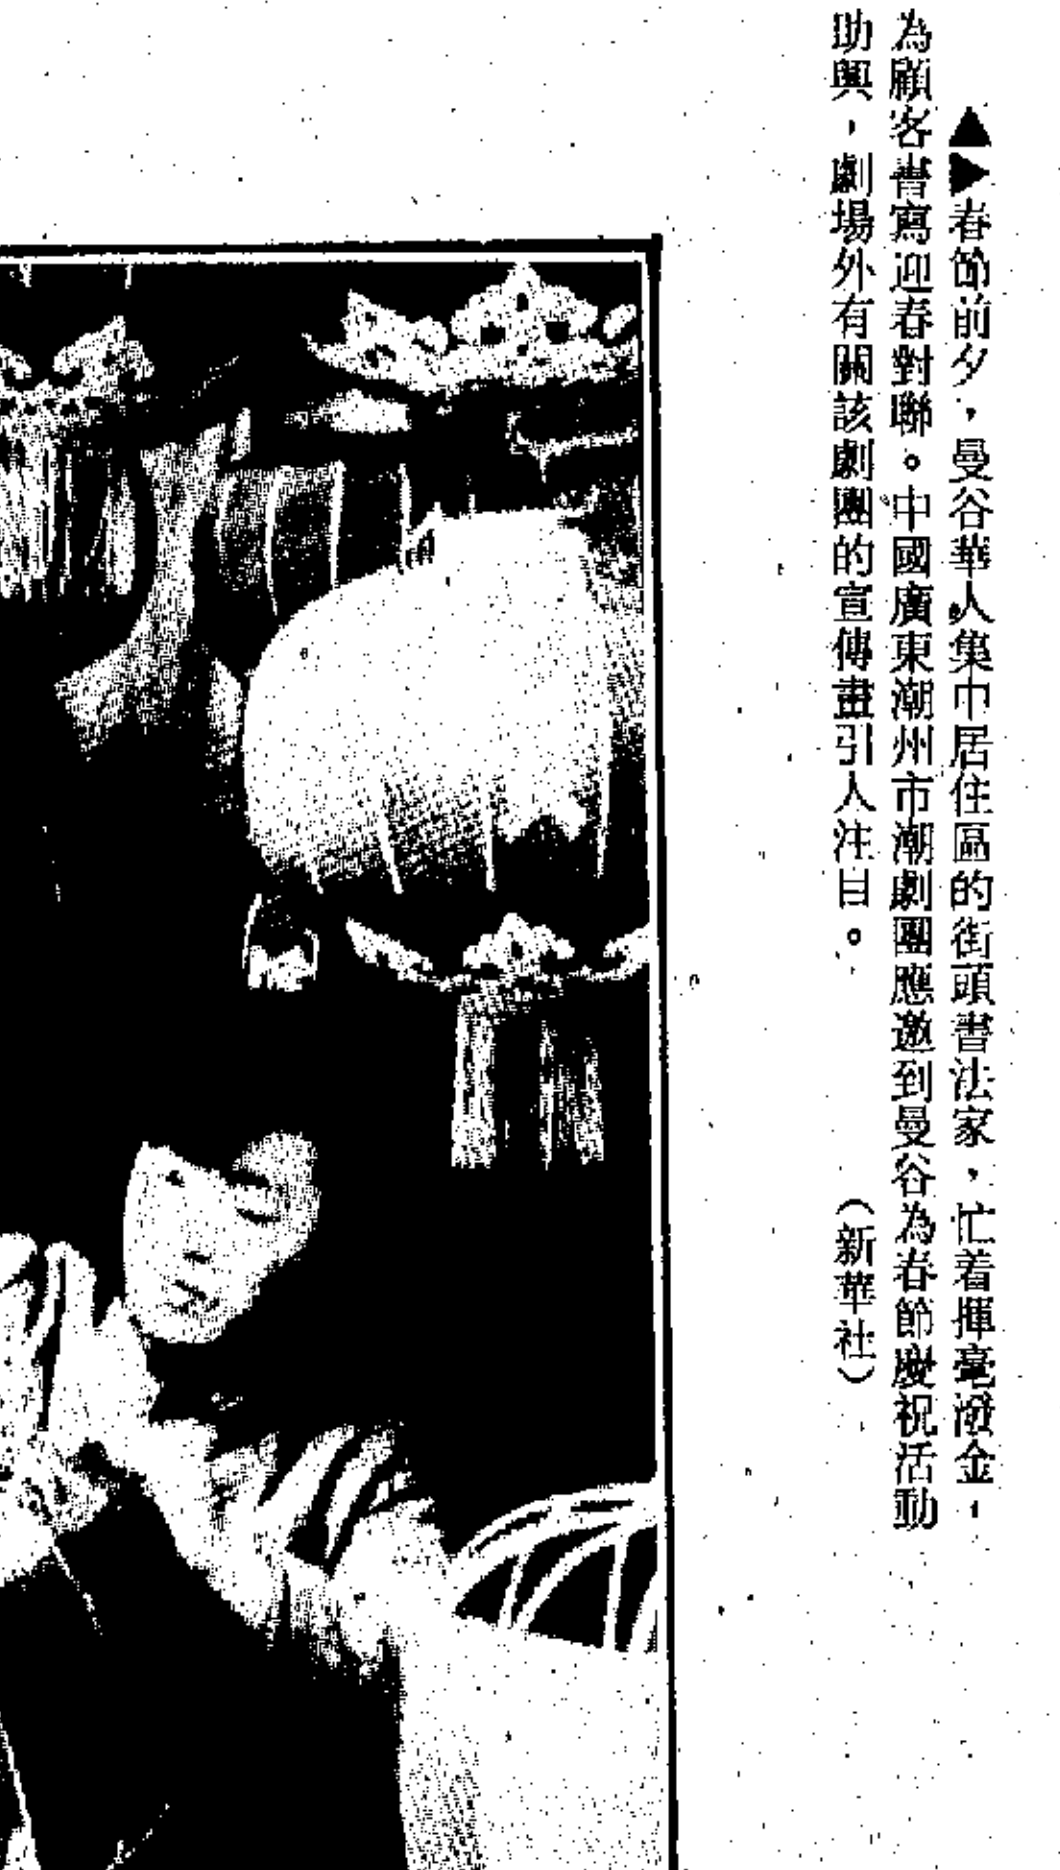 ▲▶春節前夕，曼谷華人集中居住區的街頭書法家，忙着揮毫潑金，
為顧客書寫迎春對聯。中國廣東潮州市潮劇團應邀到曼谷為春節慶祝活動
助興，劇場外有關該劇團的宣傳畫引人注目。（新華社）